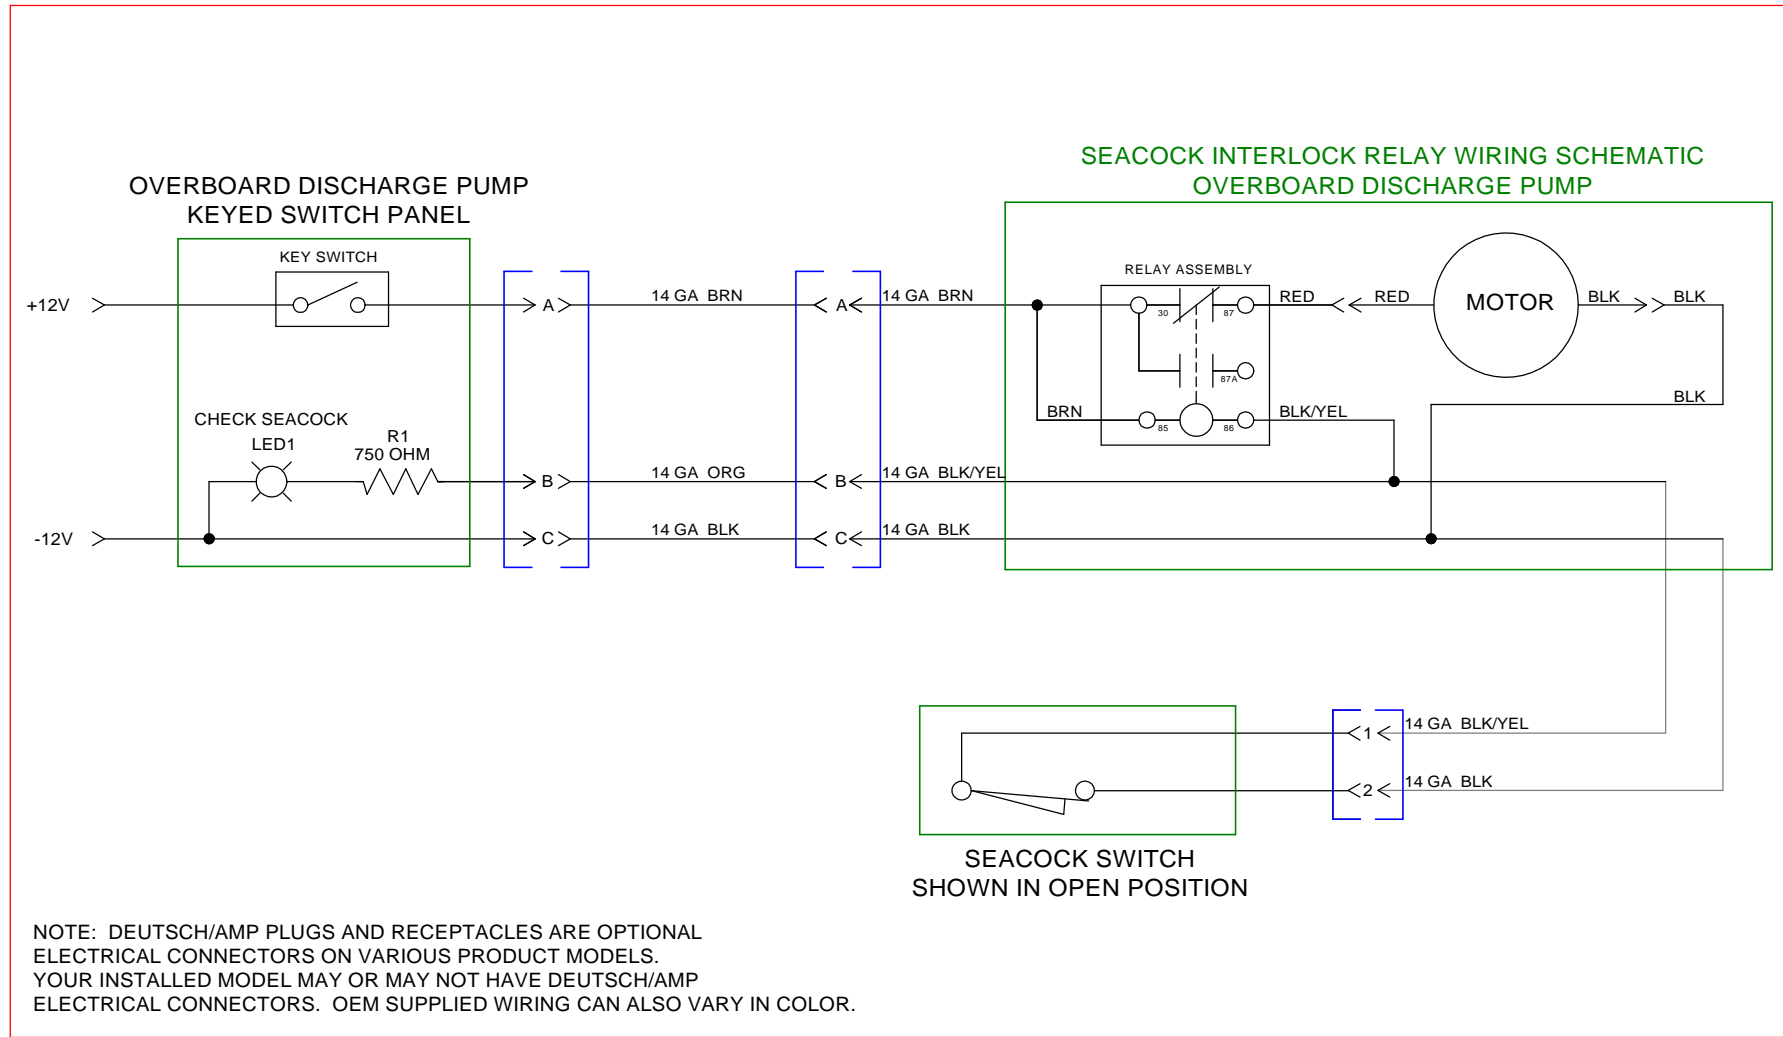 SEACOCK INTERLOCK RELAY WIRING SCHEMATIC
OVERBOARD DISCHARGE PUMP
OVERBOARD DISCHARGE PUMP
KEYED SWITCH PANEL
KEY SWITCH
+12V
A
14 GA BRN
A
14 GA BRN
RELAY ASSEMBLY
30
87
RED
RED
MOTOR
BLK
BLK
87A
BLK
BRN
85
86
BLK/YEL
CHECK SEACOCK
LED1
R1
750 OHM
B
14 GA ORG
B
14 GA BLK/YEL
-12V
C
14 GA BLK
C
14 GA BLK
1
14 GA BLK/YEL
2
14 GA BLK
SEACOCK SWITCH
SHOWN IN OPEN POSITION
NOTE: DEUTSCH/AMP PLUGS AND RECEPTACLES ARE OPTIONAL
ELECTRICAL CONNECTORS ON VARIOUS PRODUCT MODELS.
YOUR INSTALLED MODEL MAY OR MAY NOT HAVE DEUTSCH/AMP
ELECTRICAL CONNECTORS. OEM SUPPLIED WIRING CAN ALSO VARY IN COLOR.